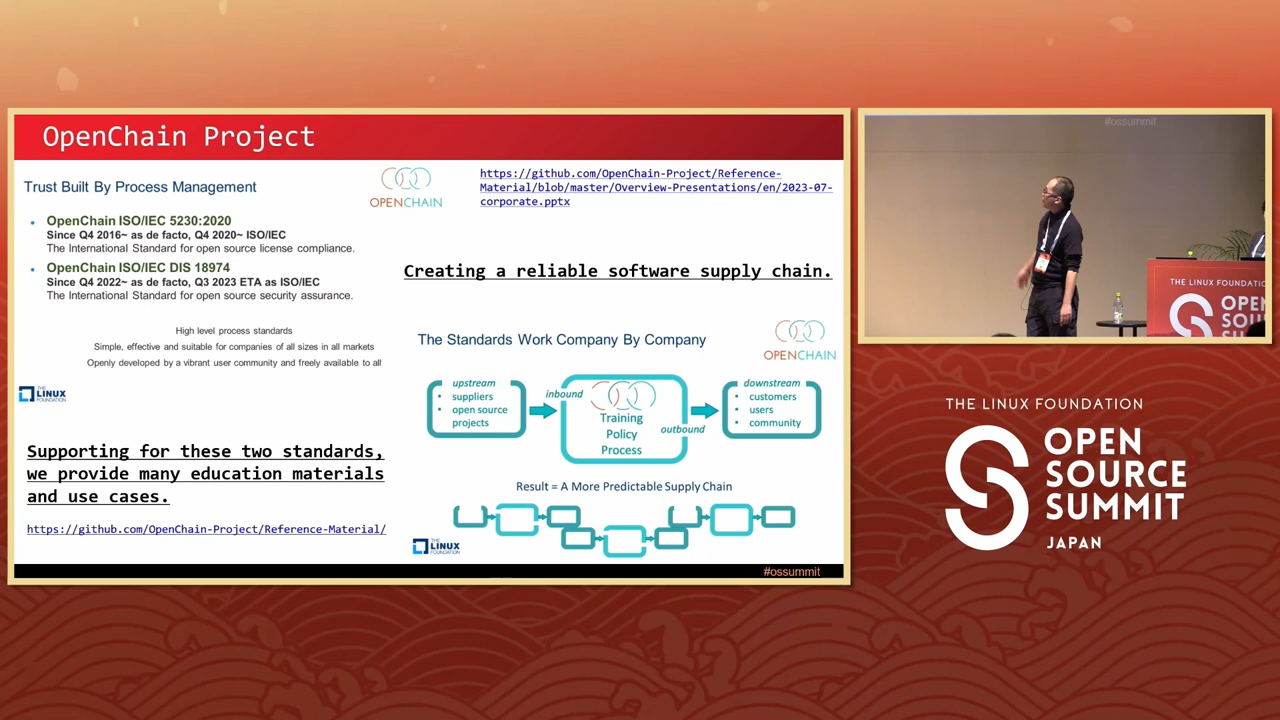 OpenChain Project
Trust Built By Process Management
OPENCHAIN
• OpenChain ISO/IEC 5230:2020
Since Q4 2016~ as de facto, Q4 2020~ ISO/IEC
The International Standard for open source license compliance.
• OpenChain ISO/IEC DIS 18974
Since Q4 2022~ as de facto, Q3 2023 ETA as ISO/IEC
The International Standard for open source security assurance.
High level process standards
Simple, effective and suitable for companies of all sizes in all markets
Openly developed by a vibrant user community and freely available to all
THE
LINUX
FOUNDATION
Supporting for these two standards,
we provide many education materials
and use cases.
https://github.com/OpenChain-Project/Reference-Material/
https://github.com/OpenChain-Project/Reference-
Material/blob/master/Overview-Presentations/en/2023-07-
corporate.pptx
Creating a reliable software supply chain.
The Standards Work Company By Company
OPENCHAIN
upstream
• suppliers
• open source
projects
inbound
Training
Policy
Process
outbound
downstream
• customers
• users
• community
Result = A More Predictable Supply Chain
THE
LINUX
FOUNDATION
#ossummit
#ossummit
THE LINUX FOUNDATIO
OPEN
SOU
SU
THE LINUX FOUNDATION
OPEN
SOURCE
SUMMIT
JAPAN